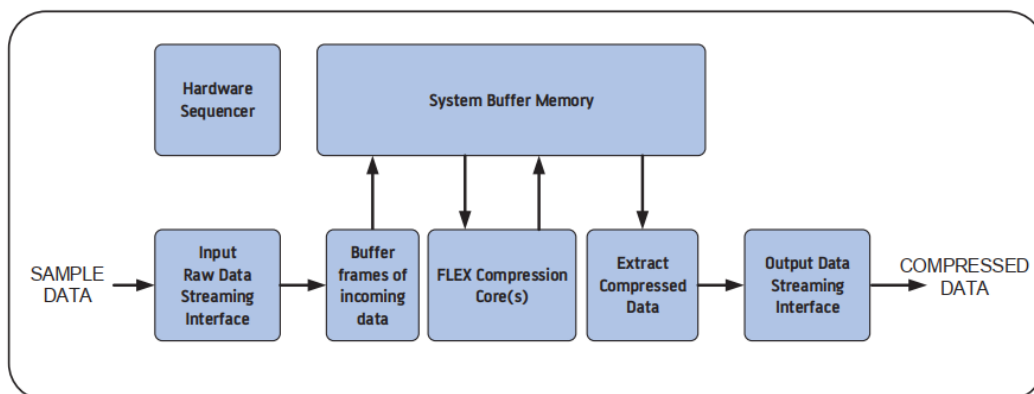 Hardware
Sequencer
System Buffer Memory
SAMPLE
DATA
Input
Raw Data
Streaming
Interface
Buffer
frames of
incoming
data
FLEX Compression
Core(s)
Extract
Compressed
Data
Output Data
Streaming
Interface
COMPRESSED
DATA